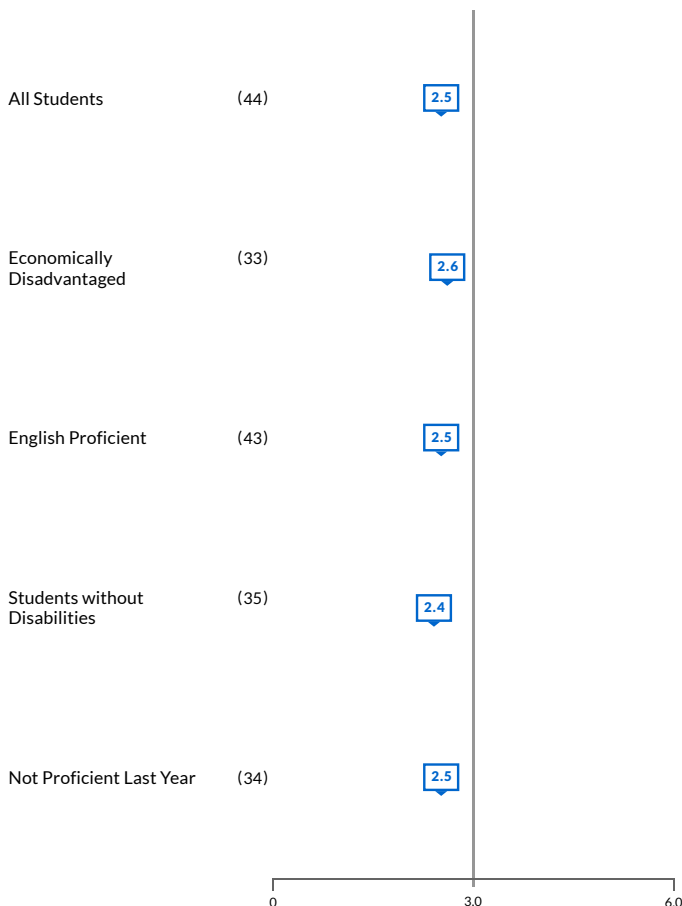 All Students (44) 2.5
Economically
Disadvantaged (33) 2.6
English Proficient (43) 2.5
Students without
Disabilities (35) 2.4
Not Proficient Last Year (34) 2.5
0 3.0 6.0